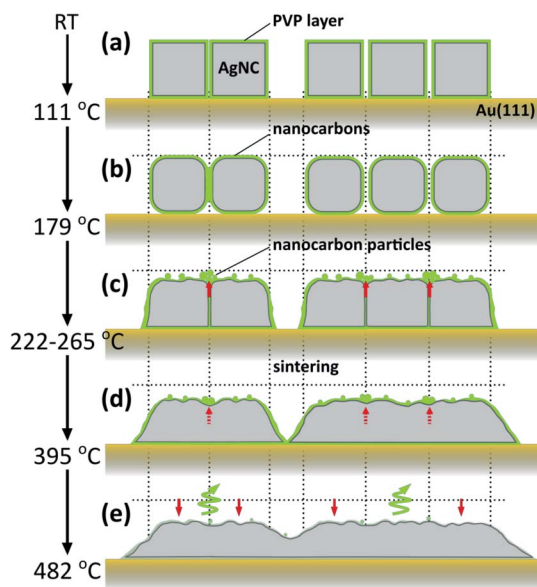 RT
(a)
PVP layer
AgNC
Au(111)
111 °C
nanocarbons
(b)
179 °C
nanocarbon particles
(c)
222-265 °C
sintering
(d)
395 °C
(e)
482 °C